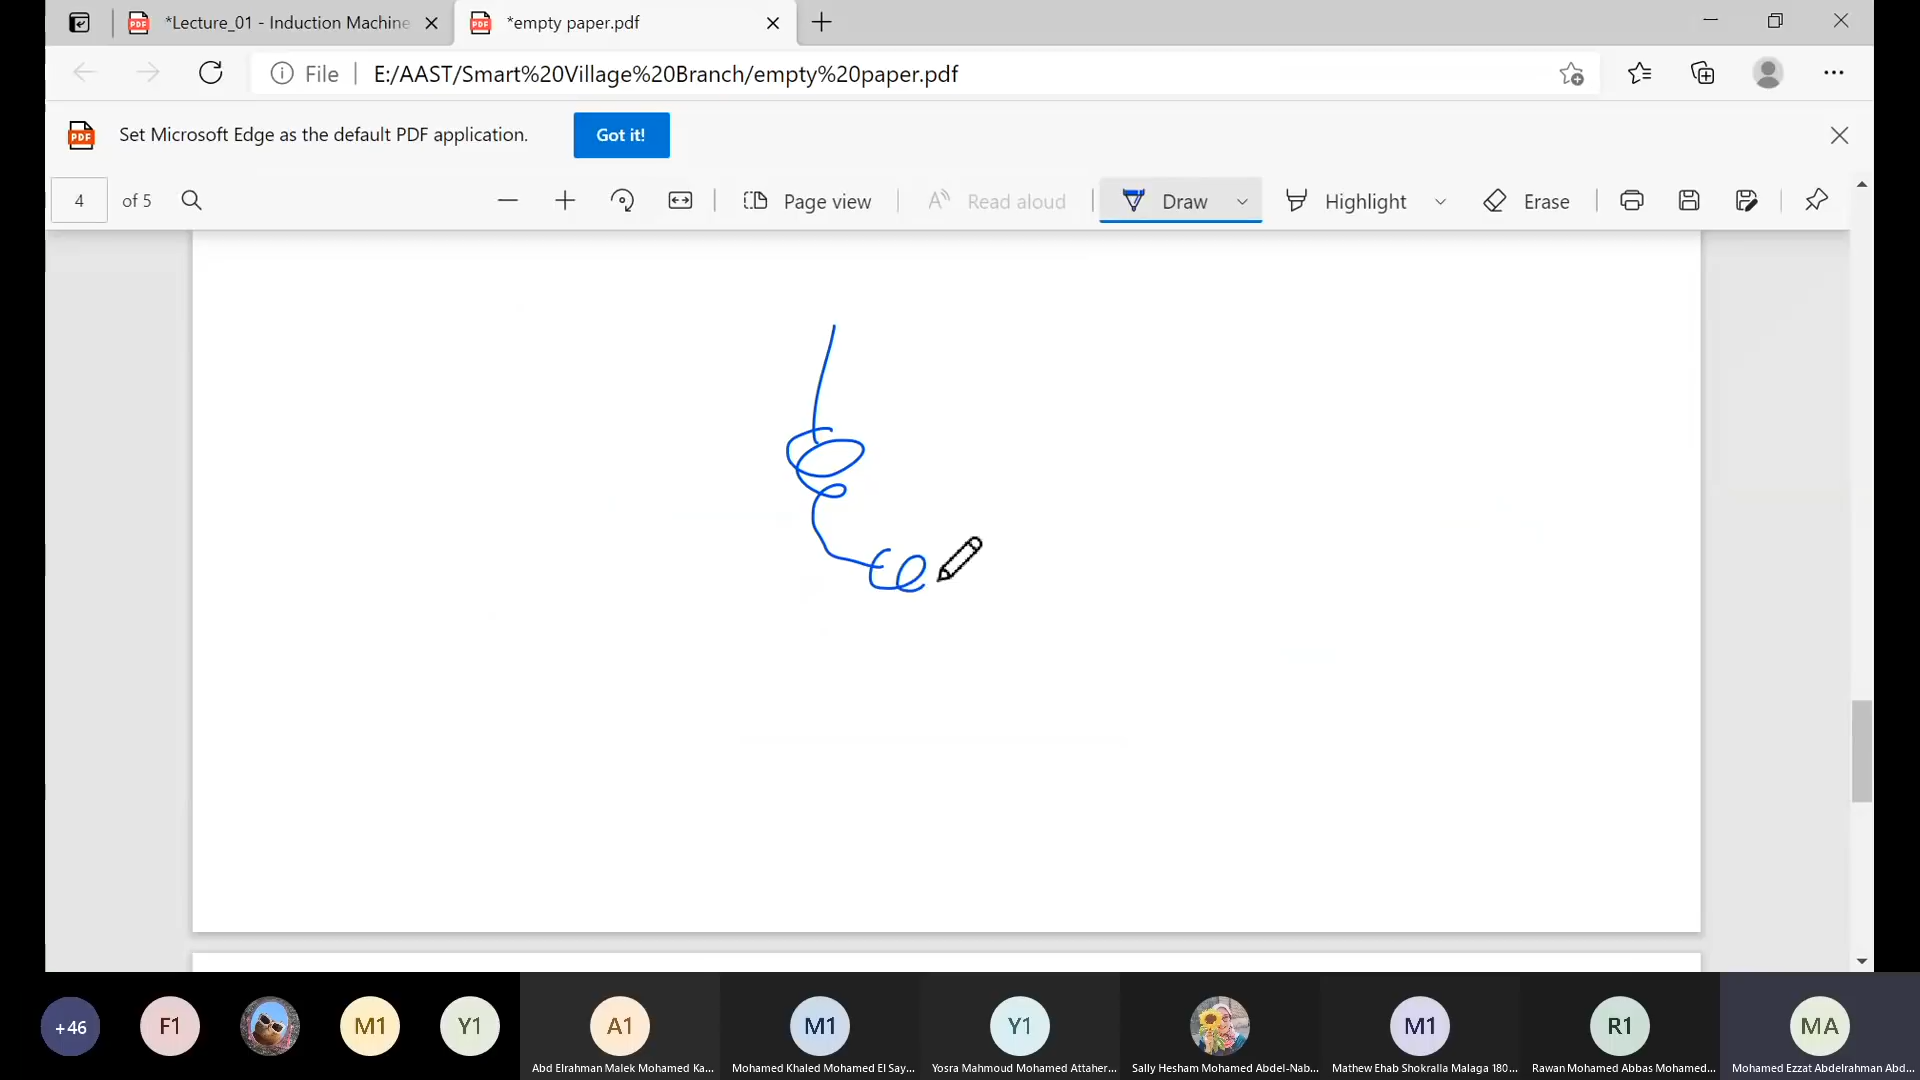 *Lecture_01 - Induction Machine
*empty paper.pdf
File
E:/AAST/Smart%20Village%20Branch/empty%20paper.pdf
PDF
Set Microsoft Edge as the default PDF application.
Got it!
4 of 5
Page view
Read aloud
Draw
Highlight
Erase
+46
F1
M1
Y1
A1
M1
Y1
M1
R1
MA
Abd Elrahman Malek Mohamed Ka...
Mohamed Khaled Mohamed El Say...
Yosra Mahmoud Mohamed Attaher...
Sally Hesham Mohamed Abdel-Nab...
Mathew Ehab Shokralla Malaga 180...
Rawan Mohamed Abbas Mohamed...
Mohamed Ezzat Abdelrahman Abd...